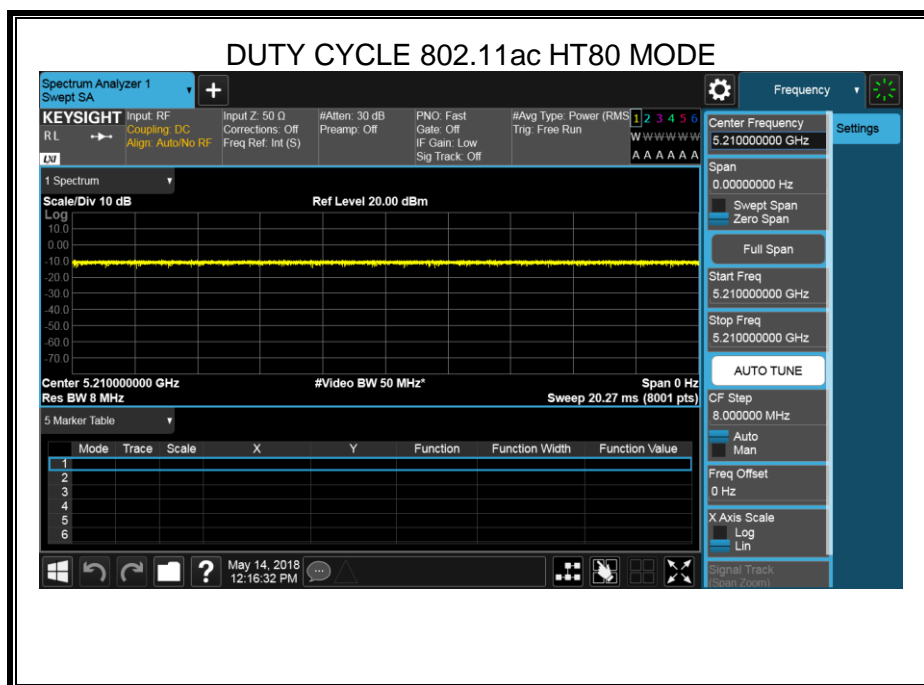 DUTY CYCLE 802.11ac HT80 MODE
Spectrum Analyzer 1
Swept SA
+
Frequency
KEYSIGHT
RL
LXI
Input: RF
Coupling: DC
Align: Auto/No RF
Input Z: 50 Ω
Corrections: Off
Freq Ref: Int (S)
#Atten: 30 dB
Preamp: Off
PNO: Fast
Gate: Off
IF Gain: Low
Sig Track: Off
#Avg Type: Power (RMS
Trig: Free Run
1 2 3 4 5 6
W W W W W W
A A A A A A
Center Frequency
5.210000000 GHz
Settings
Span
0.00000000 Hz
Swept Span
Zero Span
Full Span
Start Freq
5.210000000 GHz
Stop Freq
5.210000000 GHz
AUTO TUNE
CF Step
8.000000 MHz
Auto
Man
Freq Offset
0 Hz
X Axis Scale
Log
Lin
Signal Track
(Span Zoom)
1 Spectrum
Scale/Div 10 dB
Ref Level 20.00 dBm
Log
10.0
0.00
-10.0
-20.0
-30.0
-40.0
-50.0
-60.0
-70.0
Center 5.210000000 GHz
#Video BW 50 MHz*
Span 0 Hz
Res BW 8 MHz
Sweep 20.27 ms (8001 pts)
5 Marker Table
Mode Trace Scale X Y Function Function Width Function Value
1
2
3
4
5
6
?
May 14, 2018
12:16:32 PM